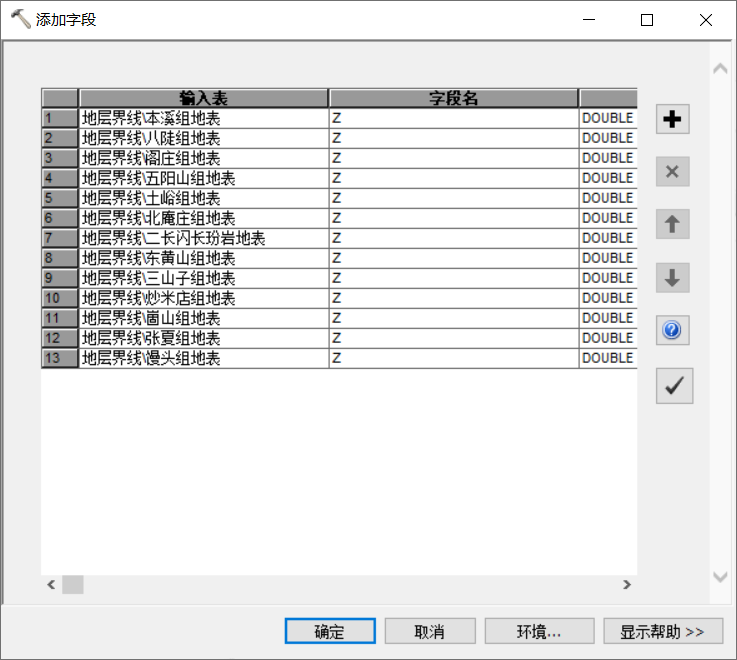 添加字段
输入表 字段名
1 地层界线\本溪组地表 Z DOUBLE
2 地层界线\八陡组地表 Z DOUBLE
3 地层界线\阁庄组地表 Z DOUBLE
4 地层界线\五阳山组地表 Z DOUBLE
5 地层界线\土峪组地表 Z DOUBLE
6 地层界线\北庵庄组地表 Z DOUBLE
7 地层界线\二长闪长玢岩地表 Z DOUBLE
8 地层界线\东黄山组地表 Z DOUBLE
9 地层界线\三山子组地表 Z DOUBLE
10 地层界线\炒米店组地表 Z DOUBLE
11 地层界线\崮山组地表 Z DOUBLE
12 地层界线\张夏组地表 Z DOUBLE
13 地层界线\馒头组地表 Z DOUBLE
确定 取消 环境... 显示帮助 >>